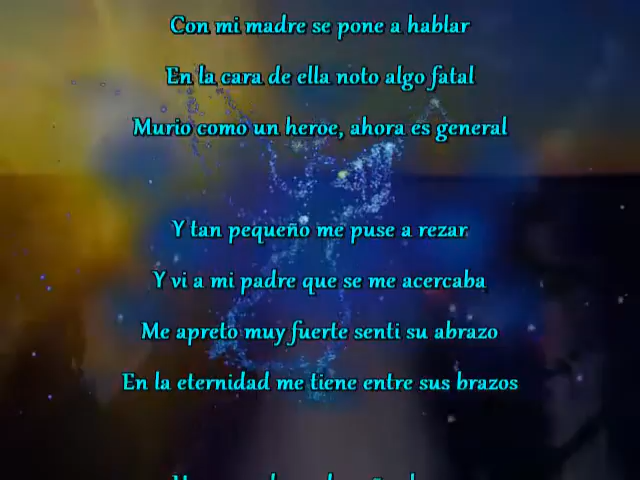 Con mi madre se pone a hablar
En la cara de ella noto algo fatal
Murio como un heroe, ahora es general
Y tan pequeño me puse a rezar
Y vi a mi padre que se me acercaba
Me apreto muy fuerte senti su abrazo
En la eternidad me tiene entre sus brazos